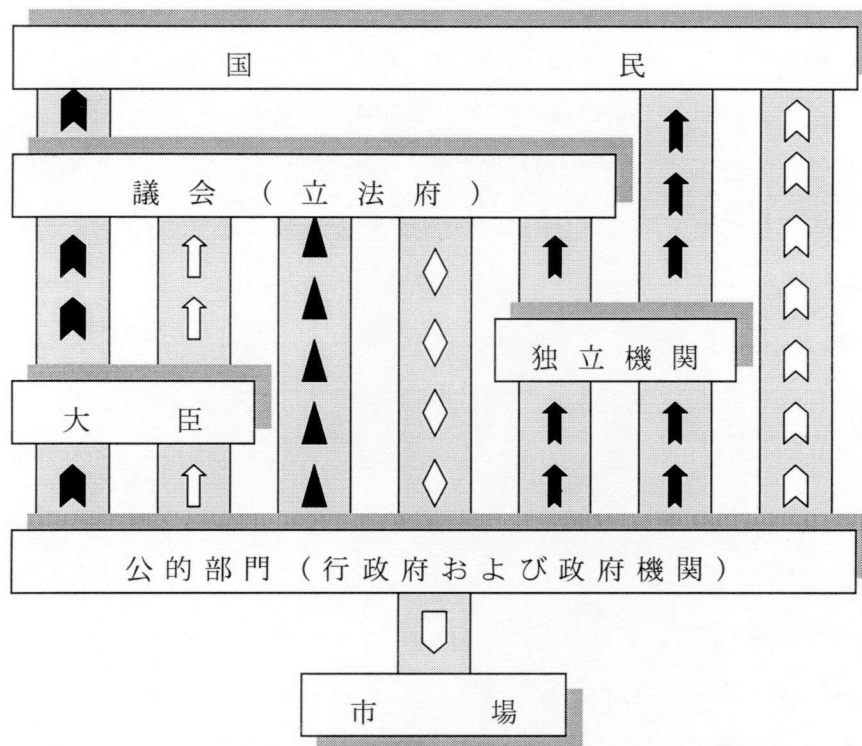 国民
議会（立法府）
独立機関
大臣
公的部門（行政府および政府機関）
市場